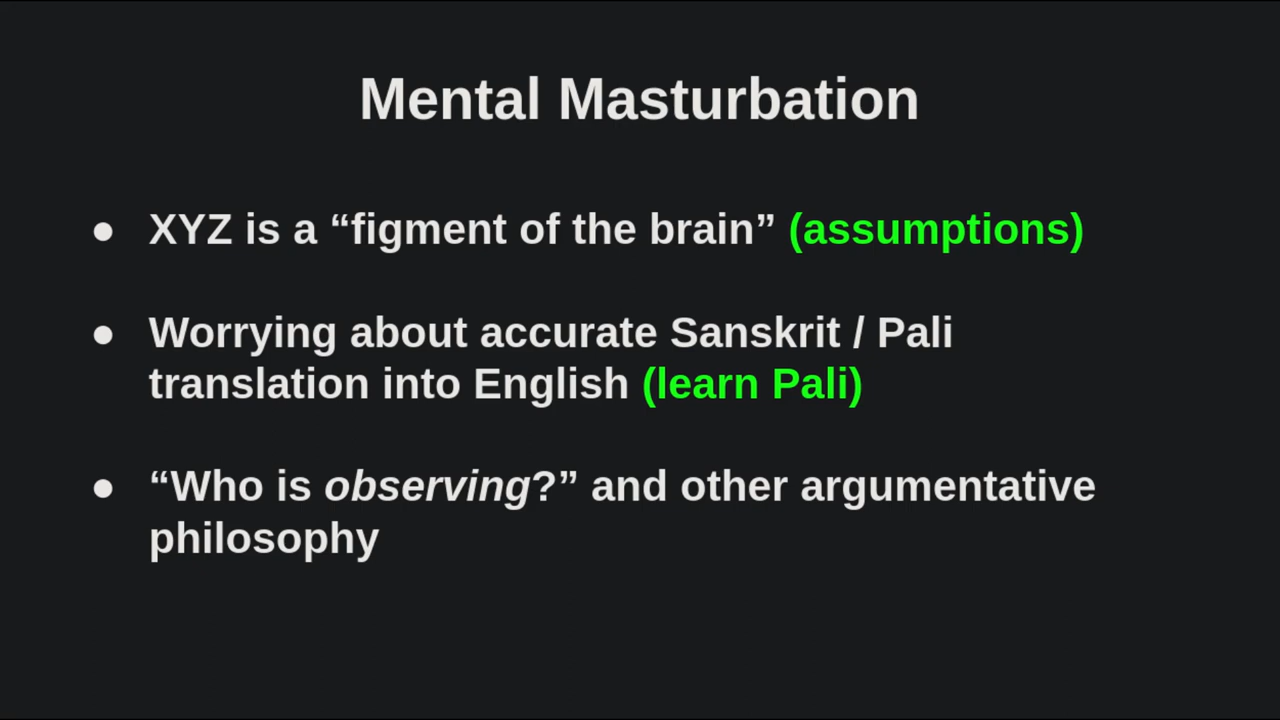 Mental Masturbation
● XYZ is a “figment of the brain” (assumptions)
● Worrying about accurate Sanskrit / Pali
translation into English (learn Pali)
● “Who is observing?” and other argumentative
philosophy